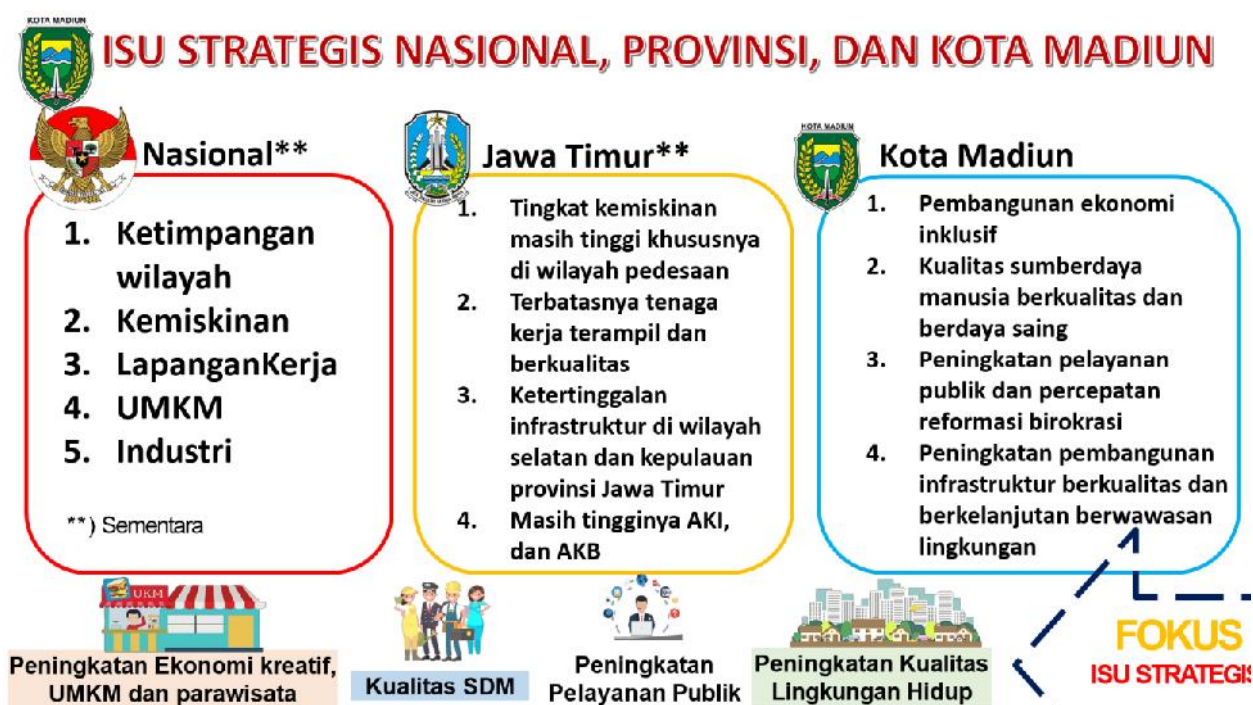 KOTA MADIUN
ISU STRATEGIS NASIONAL, PROVINSI, DAN KOTA MADIUN
Nasional**
1. Ketimpangan
wilayah
2. Kemiskinan
3. LapanganKerja
4. UMKM
5. Industri
**) Sementara
Jawa Timur**
1. Tingkat kemiskinan
masih tinggi khususnya
di wilayah pedesaan
2. Terbatasnya tenaga
kerja terampil dan
berkualitas
3. Ketertinggalan
infrastruktur di wilayah
selatan dan kepulauan
provinsi Jawa Timur
4. Masih tingginya AKI,
dan AKB
KOTA MADIUN
Kota Madiun
1. Pembangunan ekonomi
inklusif
2. Kualitas sumberdaya
manusia berkualitas dan
berdaya saing
3. Peningkatan pelayanan
publik dan percepatan
reformasi birokrasi
4. Peningkatan pembangunan
infrastruktur berkualitas dan
berkelanjutan berwawasan
lingkungan
UKM
Peningkatan Ekonomi kreatif,
UMKM dan parawisata
Kualitas SDM
Peningkatan
Pelayanan Publik
Peningkatan Kualitas
Lingkungan Hidup
FOKUS
ISU STRATEGIS